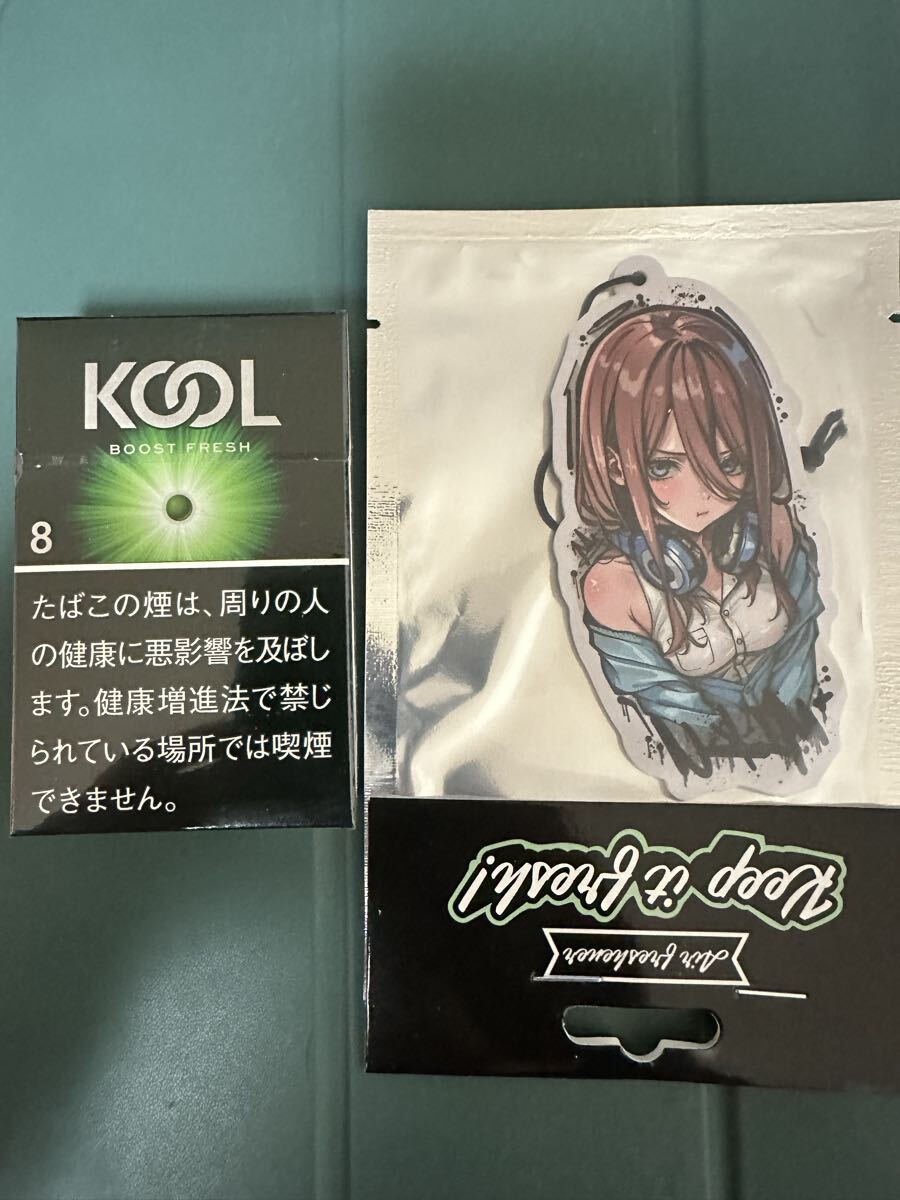 KOOL
BOOST FRESH
8
たばこの煙は、周りの人
の健康に悪影響を及ぼし
ます。健康増進法で禁じ
られている場所では喫煙
できません。
Keep it fresh!
Air freshener